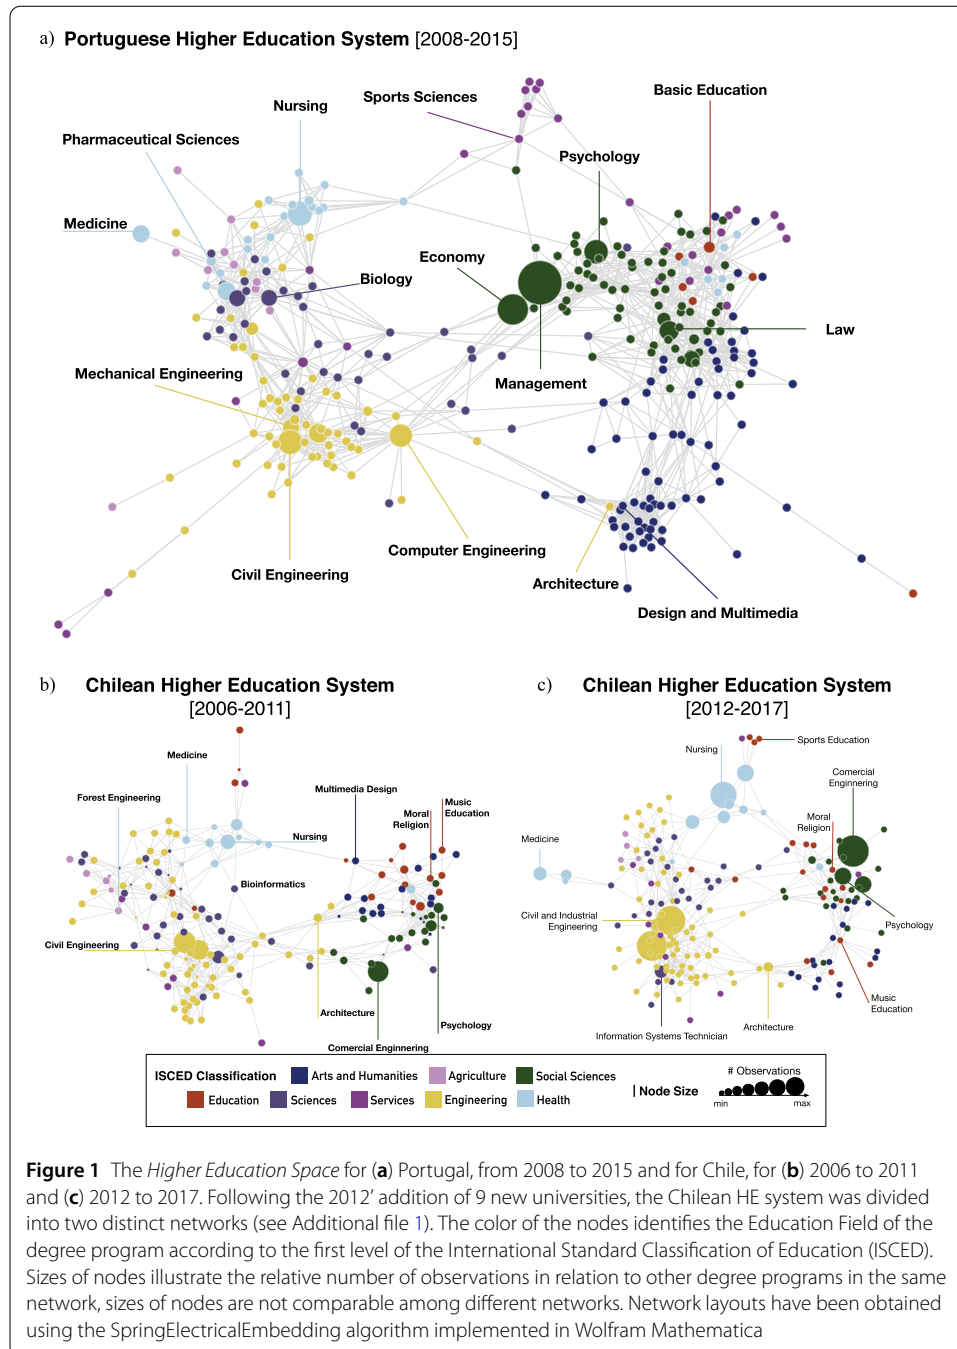 a) Portuguese Higher Education System [2008-2015]
Nursing
Sports Sciences
Basic Education
Pharmaceutical Sciences
Psychology
Medicine
Economy
Biology
Law
Mechanical Engineering
Management
Computer Engineering
Civil Engineering
Architecture
Design and Multimedia
b) Chilean Higher Education System
[2006-2011]
Medicine
Forest Engineering
Multimedia Design
Moral
Religion
Music
Education
Nursing
Bioinformatics
Civil Engineering
Architecture
Psychology
Comercial Enginnering
c) Chilean Higher Education System
[2012-2017]
Sports Education
Nursing
Comercial
Enginnering
Moral
Religion
Medicine
Civil and Industrial
Engineering
Psychology
Music
Education
Information Systems Technician
Architecture
ISCED Classification Arts and Humanities Agriculture Social Sciences
Education Sciences Services Engineering Health
Node Size
# Observations
min max
Figure 1 The Higher Education Space for (a) Portugal, from 2008 to 2015 and for Chile, for (b) 2006 to 2011
and (c) 2012 to 2017. Following the 2012’ addition of 9 new universities, the Chilean HE system was divided
into two distinct networks (see Additional file 1). The color of the nodes identifies the Education Field of the
degree program according to the first level of the International Standard Classification of Education (ISCED).
Sizes of nodes illustrate the relative number of observations in relation to other degree programs in the same
network, sizes of nodes are not comparable among different networks. Network layouts have been obtained
using the SpringElectricalEmbedding algorithm implemented in Wolfram Mathematica